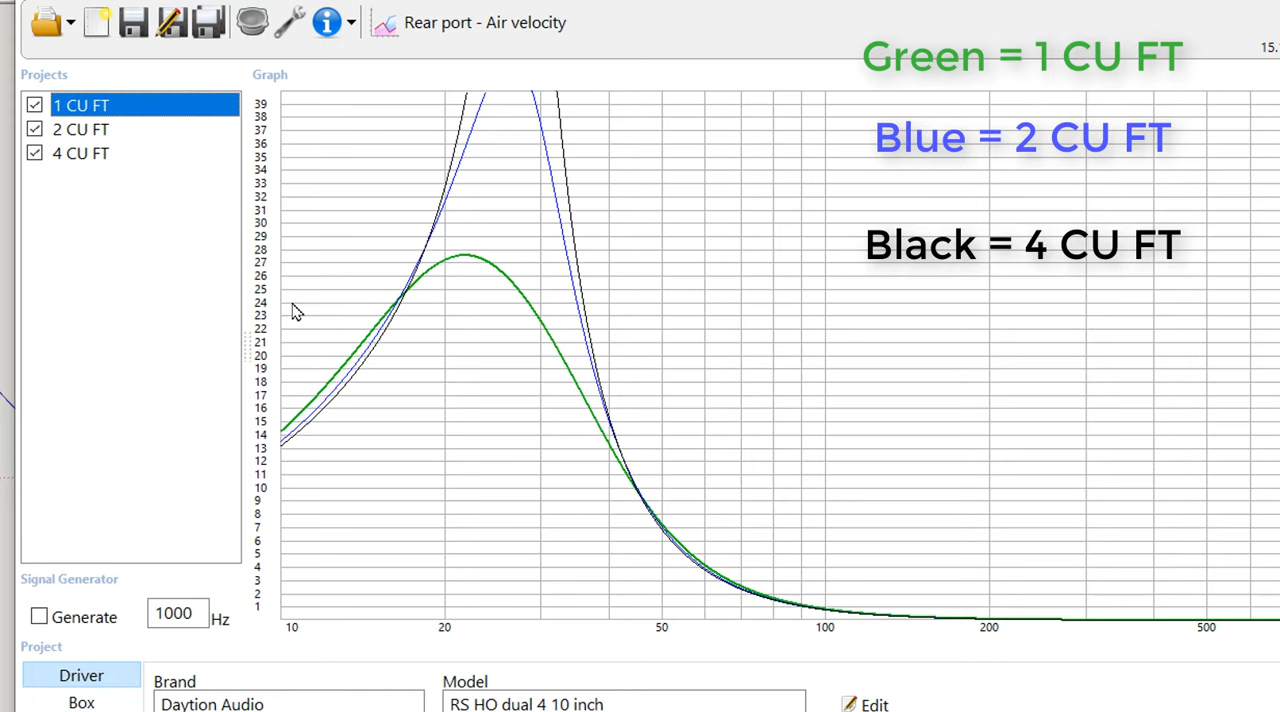 Rear port - Air velocity
15.
Green = 1 CU FT
Blue = 2 CU FT
Black = 4 CU FT
Projects
1 CU FT
2 CU FT
4 CU FT
Graph
39
38
37
36
35
34
33
32
31
30
29
28
27
26
25
24
23
22
21
20
19
18
17
16
15
14
13
12
11
10
9
8
7
6
5
4
3
2
1
10 20 50 100 200 500
Signal Generator
Generate 1000 Hz
Project
Driver
Box
Brand
Daytion Audio
Model
RS HO dual 4 10 inch
Edit